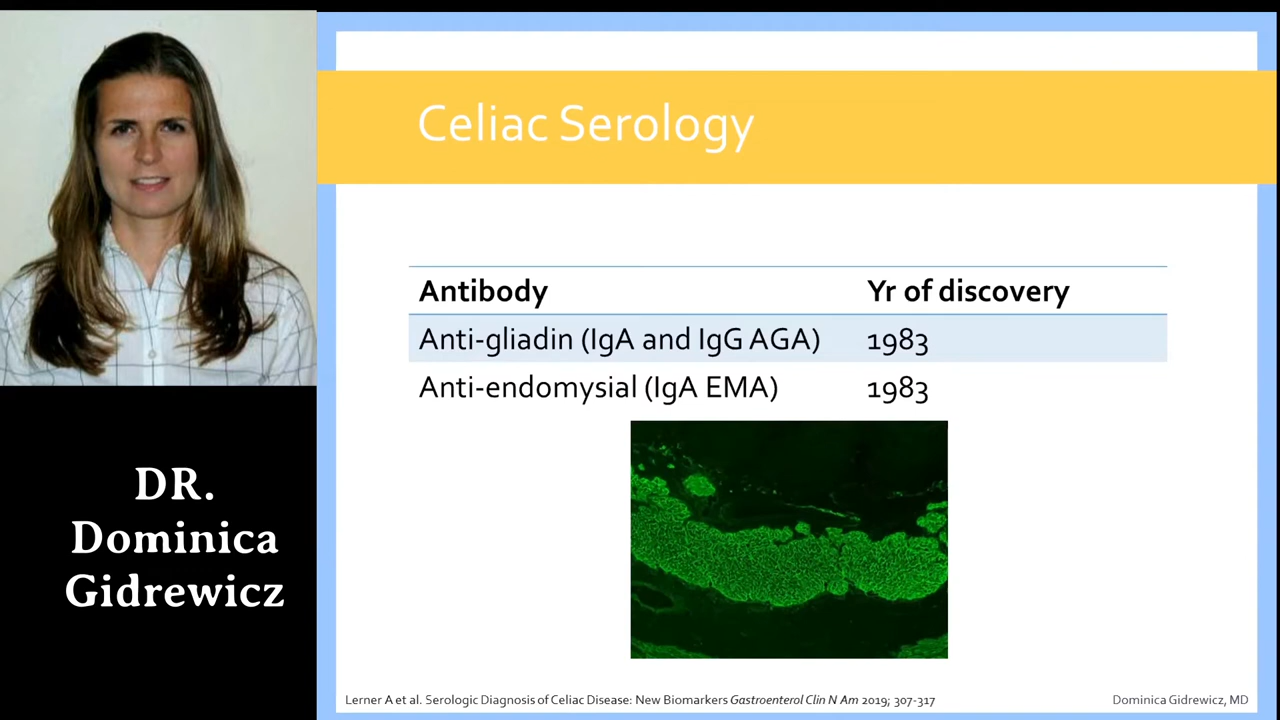 Celiac Serology
Antibody Yr of discovery
Anti-gliadin (IgA and IgG AGA) 1983
Anti-endomysial (IgA EMA) 1983
DR.
Dominica
Gidrewicz
Lerner A et al. Serologic Diagnosis of Celiac Disease: New Biomarkers Gastroenterol Clin N Am 2019; 307-317
Dominica Gidrewicz, MD